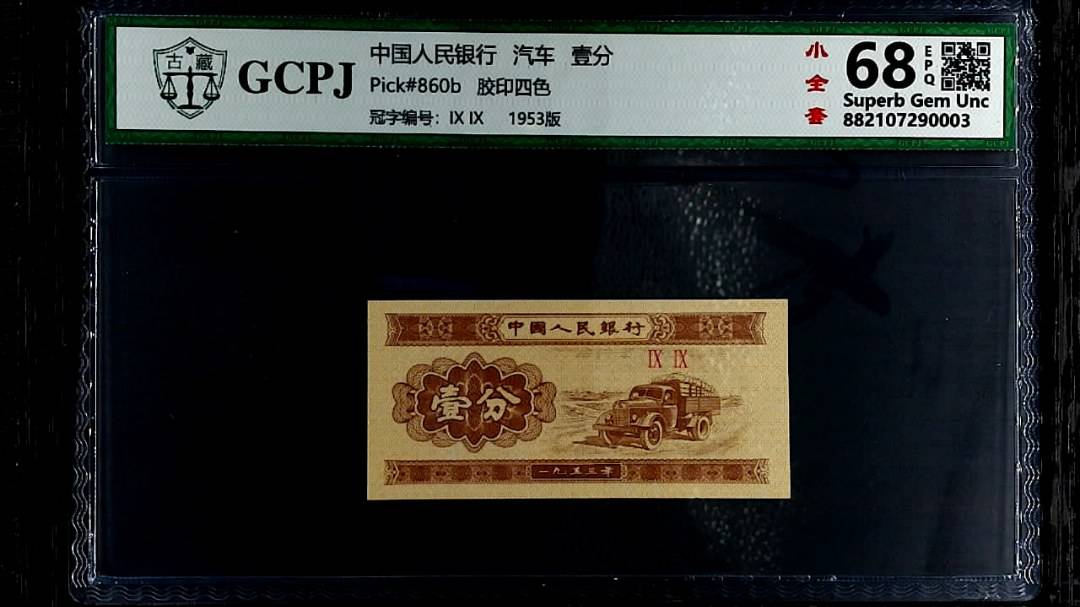 古藏
GCPJ
中国人民银行 汽车 壹分
Pick#860b 胶印四色
冠字编号：IX IX 1953版
小全套
68
EPQ
Superb Gem Unc
882107290003
中國人民銀行
IX IX
壹分
一九五三年